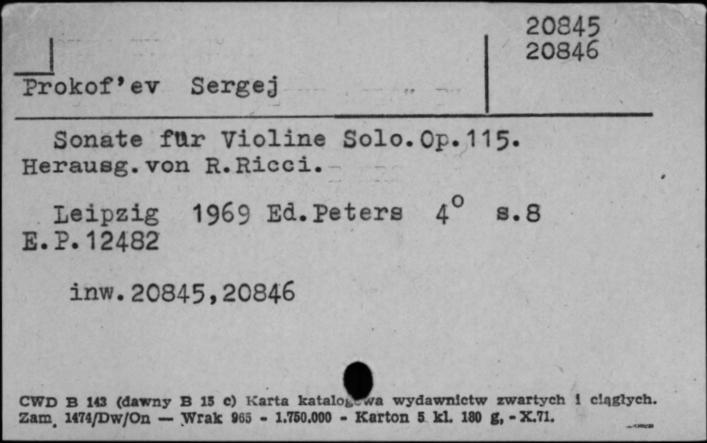 20845
20846
Prokof'ev Sergej
Sonate für Violine Solo.Op.115.
Herausg.von R.Ricci.
Leipzig 1969 Ed.Peters 4° s.8
E.P.12482
inw.20845,20846
CWD B 143 (dawny B 15 c) Karta katalogowa wydawnictw zwartych i ciągłych.
Zam. 1474/Dw/On — Wrak 965 - 1.750.000 - Karton 5 kl. 180 g, - X.71.